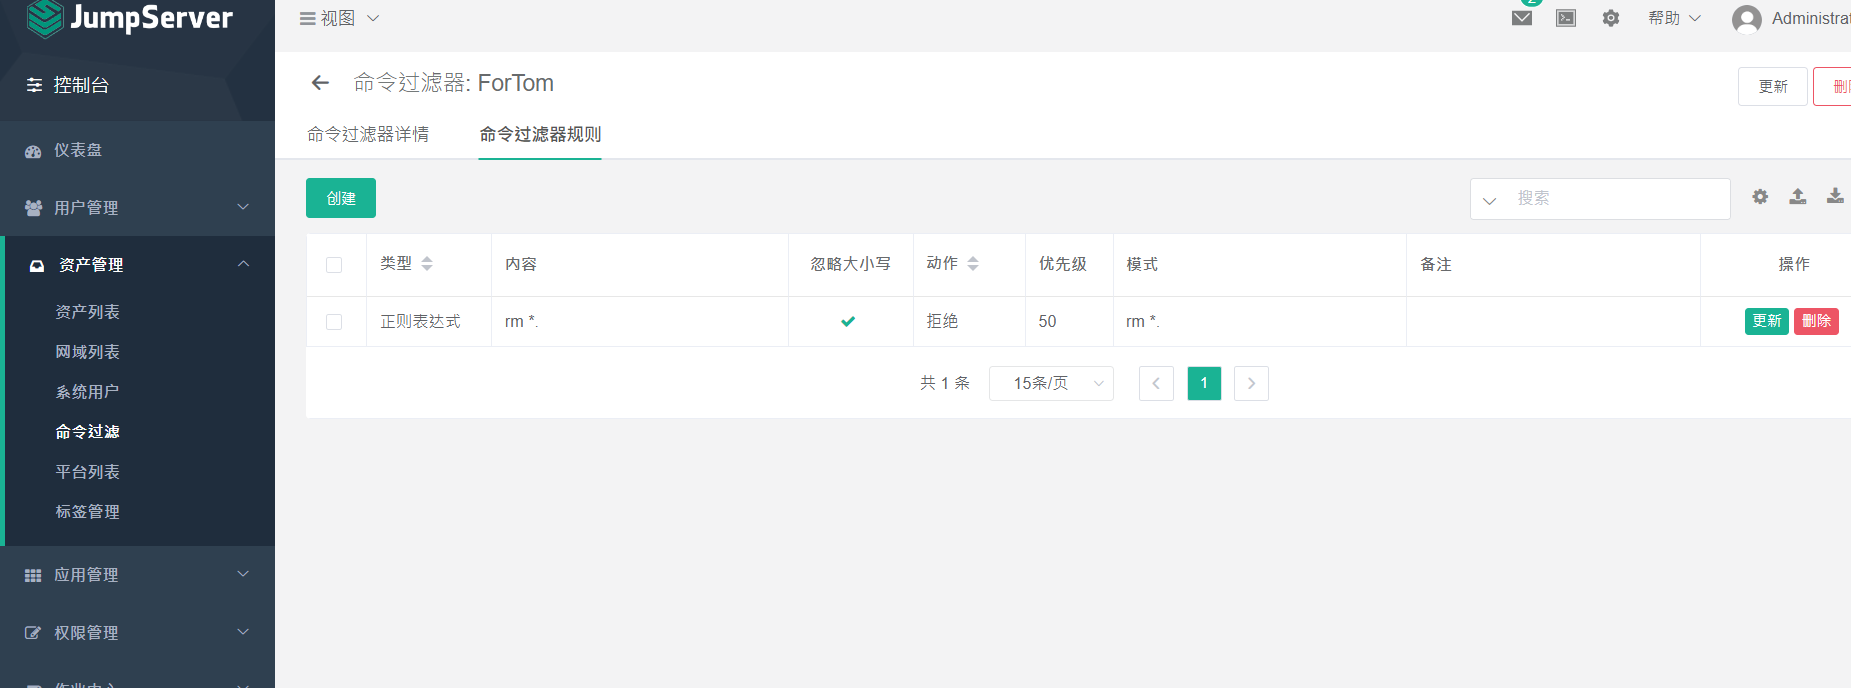 JumpServer
控制台
仪表盘
用户管理
资产管理
资产列表
网域列表
系统用户
命令过滤
平台列表
标签管理
应用管理
权限管理
作业中心
视图
2
帮助
Administrat
命令过滤器: ForTom
更新
命令过滤器详情 命令过滤器规则
创建
搜索
类型 内容 忽略大小写 动作 优先级 模式 备注 操作
正则表达式 rm *. 拒绝 50 rm *. 更新 删除
共 1 条 15条/页 1